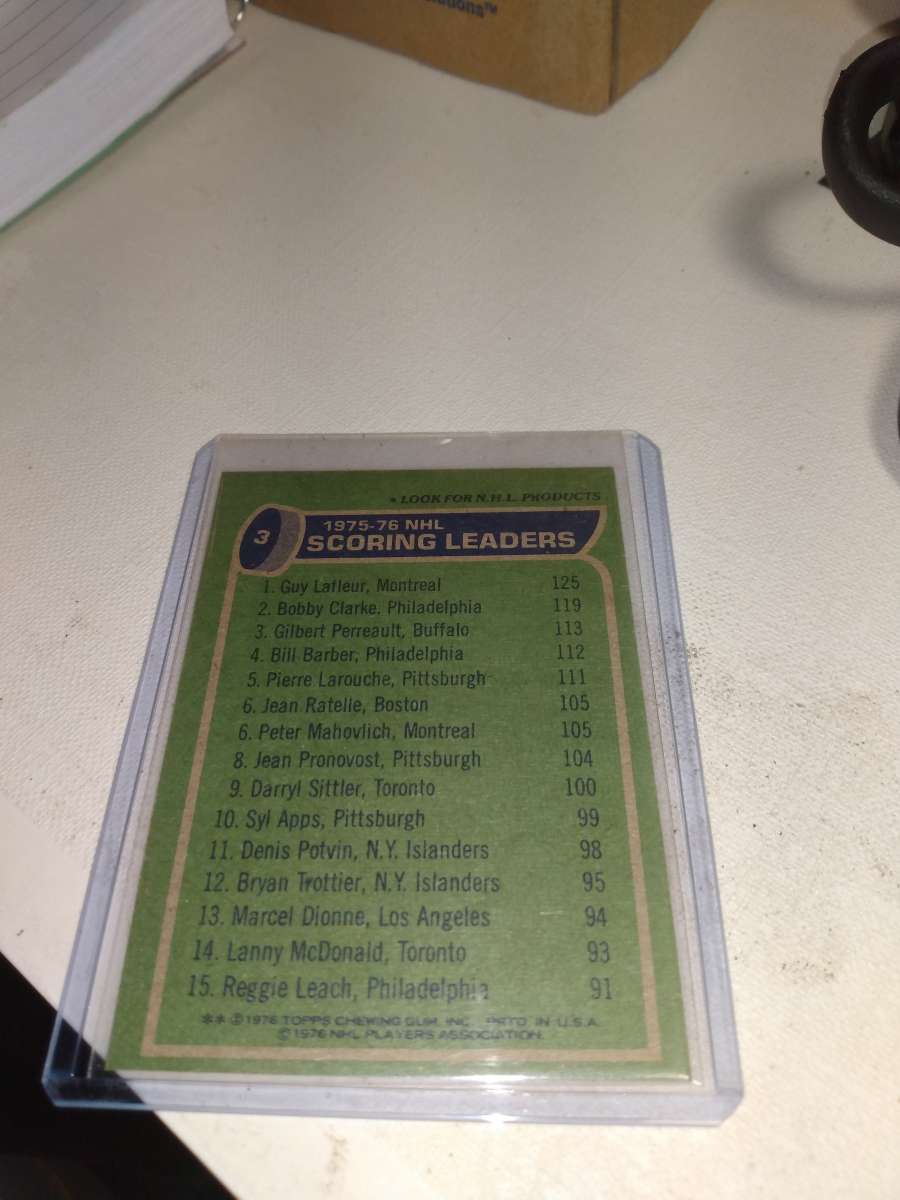 * LOOK FOR N.H.L. PRODUCTS
3
1975-76 NHL
SCORING LEADERS
1. Guy Lafleur, Montreal 125
2. Bobby Clarke, Philadelphia 119
3. Gilbert Perreault, Buffalo 113
4. Bill Barber, Philadelphia 112
5. Pierre Larouche, Pittsburgh 111
6. Jean Ratelle, Boston 105
6. Peter Mahovlich, Montreal 105
8. Jean Pronovost, Pittsburgh 104
9. Darryl Sittler, Toronto 100
10. Syl Apps, Pittsburgh 99
11. Denis Potvin, N.Y. Islanders 98
12. Bryan Trottier, N.Y. Islanders 95
13. Marcel Dionne, Los Angeles 94
14. Lanny McDonald, Toronto 93
15. Reggie Leach, Philadelphia 91
** © 1976 TOPPS CHEWING GUM, INC. PRTD. IN U.S.A.
© 1976 NHL PLAYERS ASSOCIATION.